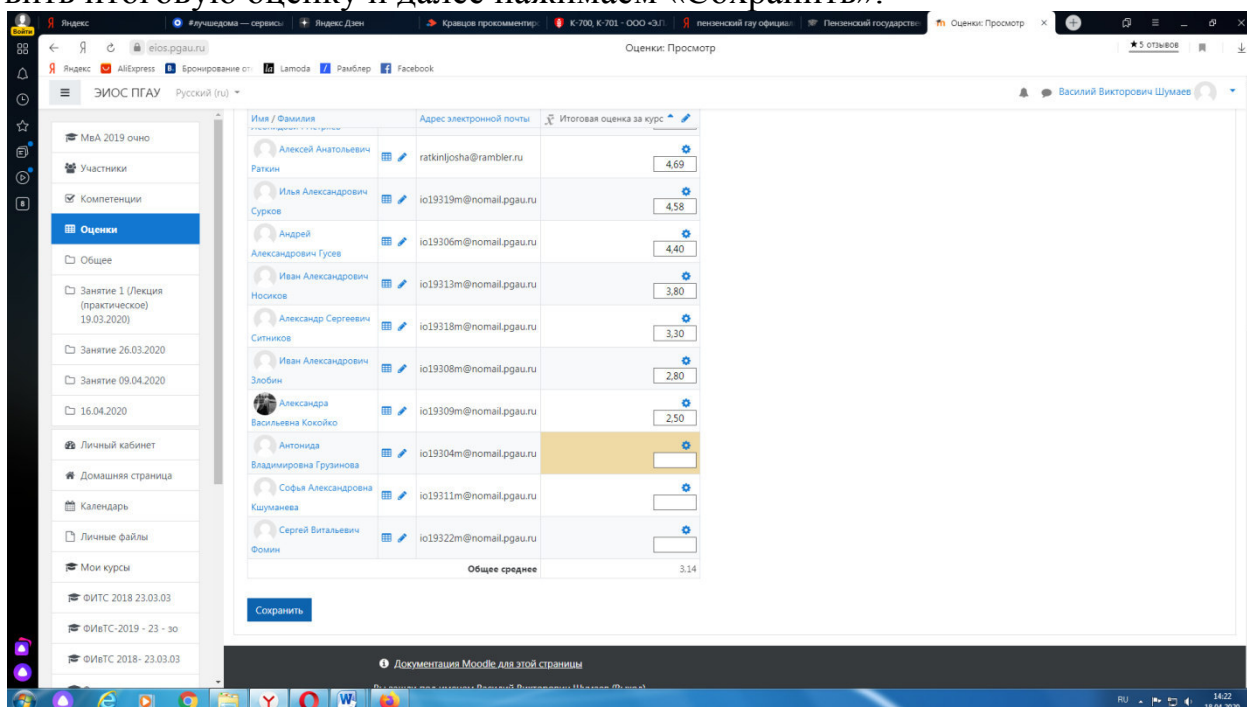 вить итоговую оценку и далее нажимаем «Сохранить».
Войти
Яндекс
#лучшедома — сервисы
Яндекс.Дзен
Кравцов прокомментир
К-700, К-701 - ООО «ЭЛ
пензенский гау официал
Пензенский государстве
Оценки: Просмотр
eios.pgau.ru
Оценки: Просмотр
★ 5 отзывов
Яндекс
AliExpress
Бронирование от
Lamoda
Рамблер
Facebook
ЭИОС ПГАУ Русский (ru)
Василий Викторович Шумаев
МвА 2019 очно
Участники
Компетенции
Оценки
Общее
Занятие 1 (Лекция
(практическое)
19.03.2020)
Занятие 26.03.2020
Занятие 09.04.2020
16.04.2020
Личный кабинет
Домашняя страница
Календарь
Личные файлы
Мои курсы
ФИТС 2018 23.03.03
ФИвТС-2019 - 23 - зо
ФИвТС 2018- 23.03.03
Имя / Фамилия Адрес электронной почты Итоговая оценка за курс
Алексей Анатольевич
Раткин ratkinljosha@rambler.ru 4,69
Илья Александрович
Сурков io19319m@nomail.pgau.ru 4,58
Андрей
Александрович Гусев io19306m@nomail.pgau.ru 4,40
Иван Александрович
Носиков io19313m@nomail.pgau.ru 3,80
Александр Сергеевич
Ситников io19318m@nomail.pgau.ru 3,30
Иван Александрович
Злобин io19308m@nomail.pgau.ru 2,80
Александра
Васильевна Кокойко io19309m@nomail.pgau.ru 2,50
Антонида
Владимировна Грузинова io19304m@nomail.pgau.ru
Софья Александровна
Кшуманева io19311m@nomail.pgau.ru
Сергей Витальевич
Фомин io19322m@nomail.pgau.ru
Общее среднее 3,14
Сохранить
Документация Moodle для этой страницы
RU
14:22